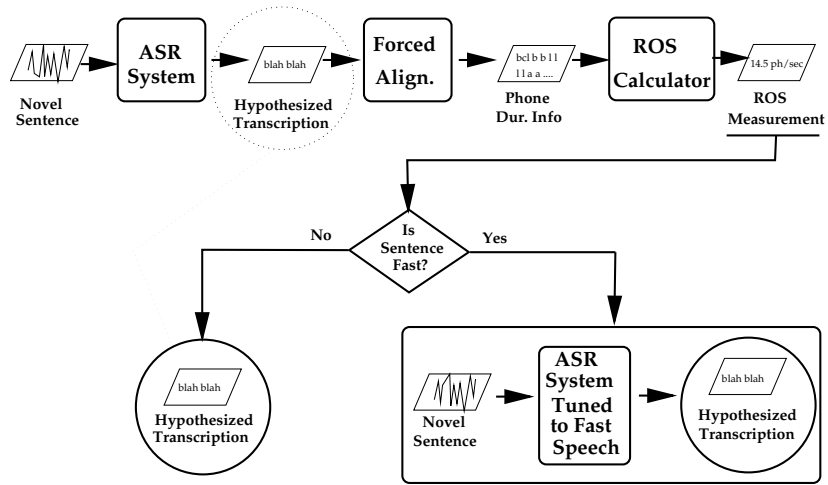 ASR
System
Novel
Sentence
blah blah
Hypothesized
Transcription
Forced
Align.
bcl b b l l
l l a a ....
Phone
Dur. Info
ROS
Calculator
14.5 ph/sec
ROS
Measurement
Is
Sentence
Fast?
No
Yes
blah blah
Hypothesized
Transcription
Novel
Sentence
ASR
System
Tuned
to Fast
Speech
blah blah
Hypothesized
Transcription